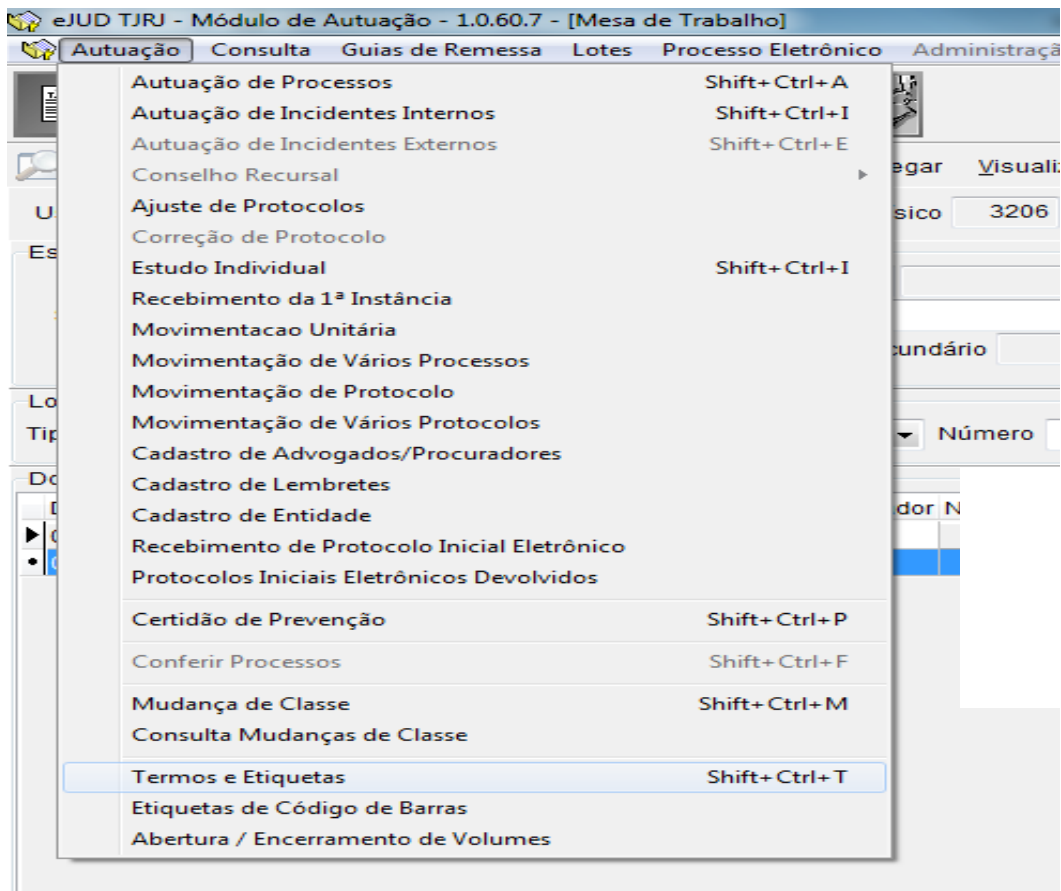 eJUD TJRJ - Módulo de Autuação - 1.0.60.7 - [Mesa de Trabalho]
Autuação Consulta Guias de Remessa Lotes Processo Eletrônico Administraçã
Autuação de Processos Shift+Ctrl+A
Autuação de Incidentes Internos Shift+Ctrl+I
Autuação de Incidentes Externos Shift+Ctrl+E
Conselho Recursal
egar Visuali
Ajuste de Protocolos
U
sico 3206
Correção de Protocolo
Es
Estudo Individual Shift+Ctrl+I
Recebimento da 1ª Instância
Movimentacao Unitária
cundário
Movimentação de Vários Processos
Movimentação de Protocolo
Lo
Movimentação de Vários Protocolos
Tip
Número
Cadastro de Advogados/Procuradores
Cadastro de Lembretes
Do
Cadastro de Entidade
dor N
Recebimento de Protocolo Inicial Eletrônico
Protocolos Iniciais Eletrônicos Devolvidos
Certidão de Prevenção Shift+Ctrl+P
Conferir Processos Shift+Ctrl+F
Mudança de Classe Shift+Ctrl+M
Consulta Mudanças de Classe
Termos e Etiquetas Shift+Ctrl+T
Etiquetas de Código de Barras
Abertura / Encerramento de Volumes